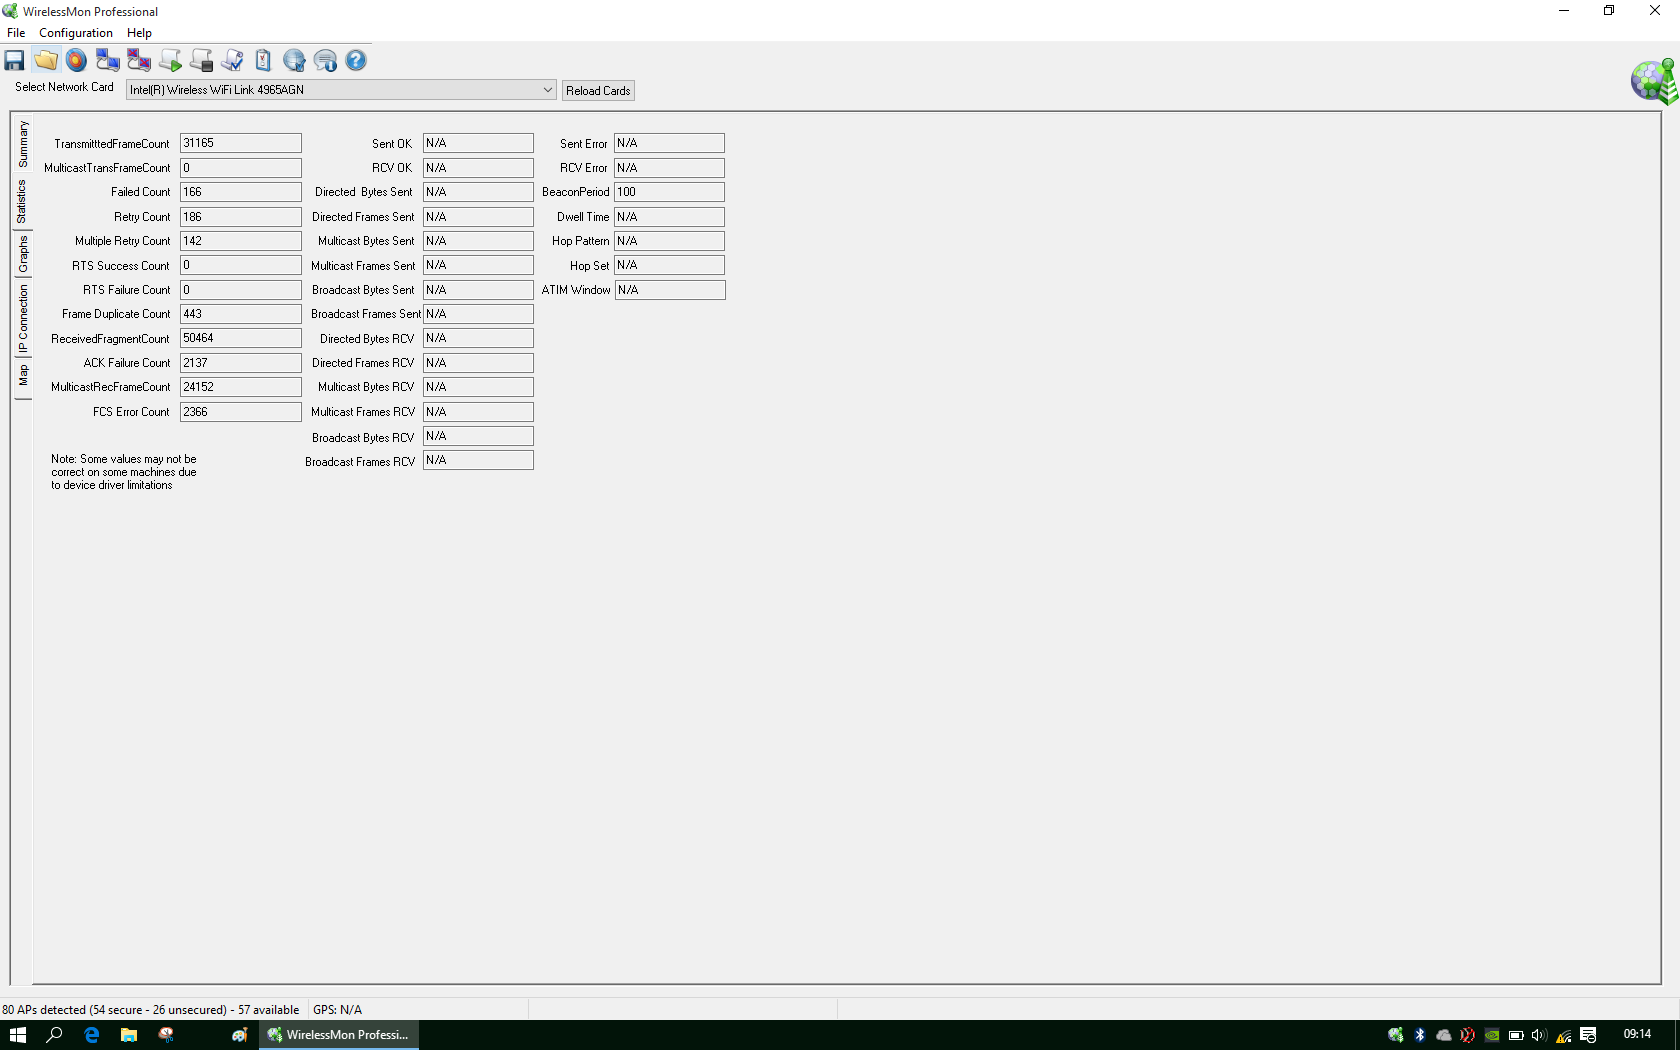 WirelessMon Professional
File Configuration Help
Select Network Card Intel(R) Wireless WiFi Link 4965AGN Reload Cards
Summary
Statistics
Graphs
IP Connection
Map
TransmitttedFrameCount 31165
MulticastTransFrameCount 0
Failed Count 166
Retry Count 186
Multiple Retry Count 142
RTS Success Count 0
RTS Failure Count 0
Frame Duplicate Count 443
ReceivedFragmentCount 50464
ACK Failure Count 2137
MulticastRecFrameCount 24152
FCS Error Count 2366
Note: Some values may not be
correct on some machines due
to device driver limitations
Sent OK N/A
RCV OK N/A
Directed Bytes Sent N/A
Directed Frames Sent N/A
Multicast Bytes Sent N/A
Multicast Frames Sent N/A
Broadcast Bytes Sent N/A
Broadcast Frames Sent N/A
Directed Bytes RCV N/A
Directed Frames RCV N/A
Multicast Bytes RCV N/A
Multicast Frames RCV N/A
Broadcast Bytes RCV N/A
Broadcast Frames RCV N/A
Sent Error N/A
RCV Error N/A
BeaconPeriod 100
Dwell Time N/A
Hop Pattern N/A
Hop Set N/A
ATIM Window N/A
80 APs detected (54 secure - 26 unsecured) - 57 available GPS: N/A
WirelessMon Professi... 09:14